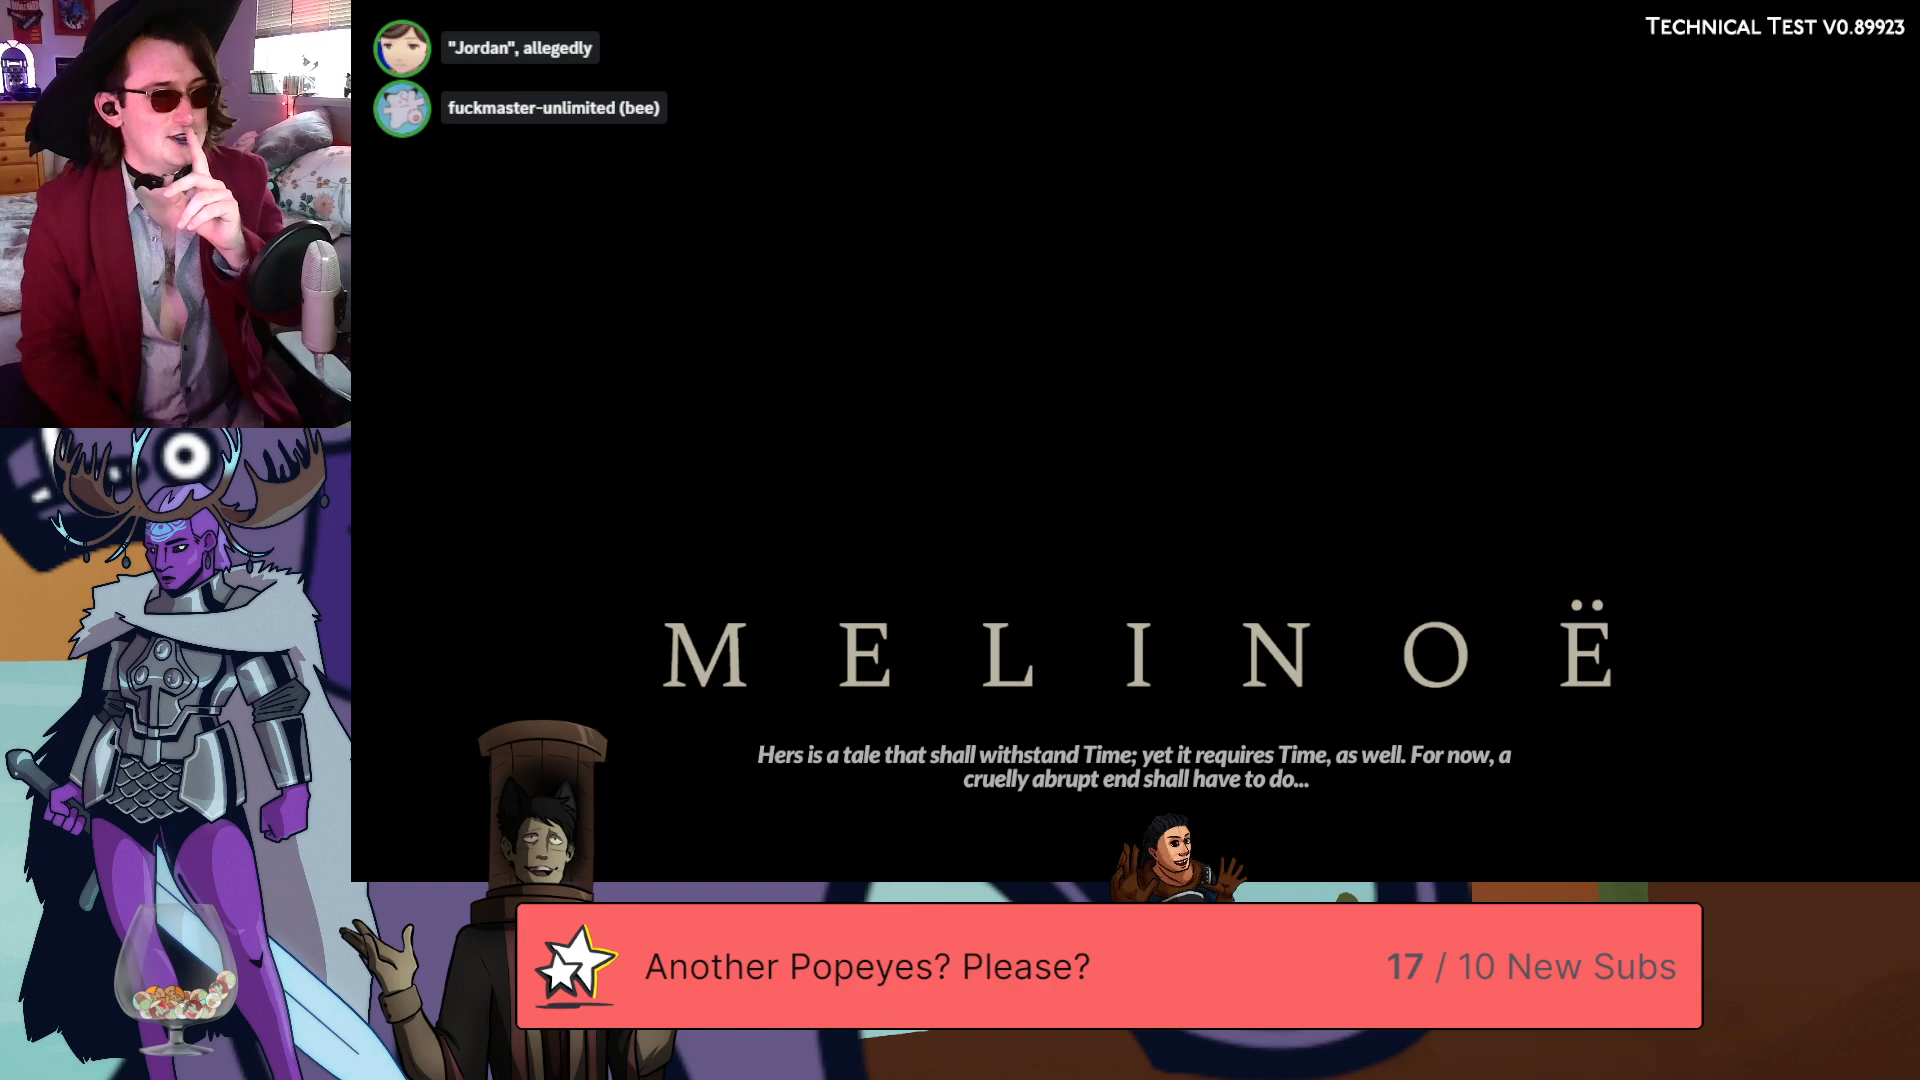 "Jordan", allegedly
fuckmaster-unlimited (bee)
TECHNICAL TEST V0.89923
MELINOË
Hers is a tale that shall withstand Time; yet it requires Time, as well. For now, a
cruelly abrupt end shall have to do...
Another Popeyes? Please?
17 / 10 New Subs